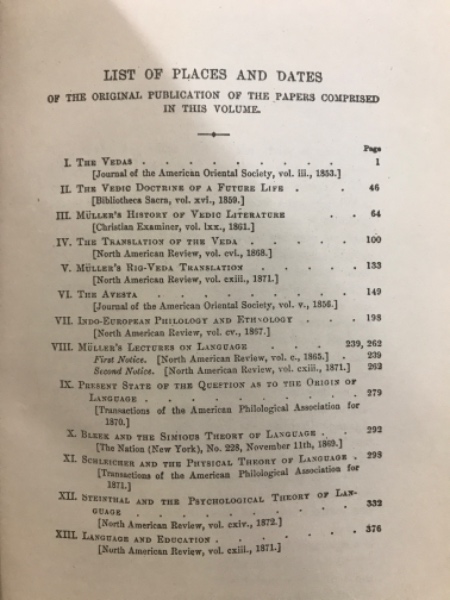 LIST OF PLACES AND DATES
OF THE ORIGINAL PUBLICATION OF THE PAPERS COMPRISED
IN THIS VOLUME.
Page
I. THE VEDAS . . . . . . . . 1
[Journal of the American Oriental Society, vol. iii., 1853.]
II. THE VEDIC DOCTRINE OF A FUTURE LIFE . . . 46
[Bibliotheca Sacra, vol. xvi., 1859.]
III. MÜLLER'S HISTORY OF VEDIC LITERATURE . . 64
[Christian Examiner, vol. lxx., 1861.]
IV. THE TRANSLATION OF THE VEDA . . . . . 100
[North American Review, vol. cvi., 1868.]
V. MÜLLER'S RIG-VEDA TRANSLATION . . . . . 133
[North American Review, vol. cxiii., 1871.]
VI. THE AVESTA . . . . . . . . 149
[Journal of the American Oriental Society, vol. v., 1856.]
VII. INDO-EUROPEAN PHILOLOGY AND ETHNOLOGY . . . 198
[North American Review, vol. cv., 1867.]
VIII. MÜLLER'S LECTURES ON LANGUAGE . . . . 239, 262
First Notice. [North American Review, vol. c., 1865.] . 239
Second Notice. [North American Review, vol. cxiii., 1871.] 262
IX. PRESENT STATE OF THE QUESTION AS TO THE ORIGIN OF
LANGUAGE . . . . . . . . . 279
[Transactions of the American Philological Association for
1870.]
X. BLEEK AND THE SIMIOUS THEORY OF LANGUAGE . . 292
[The Nation (New York), No. 228, November 11th, 1869.]
XI. SCHLEICHER AND THE PHYSICAL THEORY OF LANGUAGE . 298
[Transactions of the American Philological Association for
1871.]
XII. STEINTHAL AND THE PSYCHOLOGICAL THEORY OF LAN-
GUAGE . . . . . . . . . 332
[North American Review, vol. cxiv., 1872.]
XIII. LANGUAGE AND EDUCATION . . . . . . 376
[North American Review, vol. cxiii., 1871.]